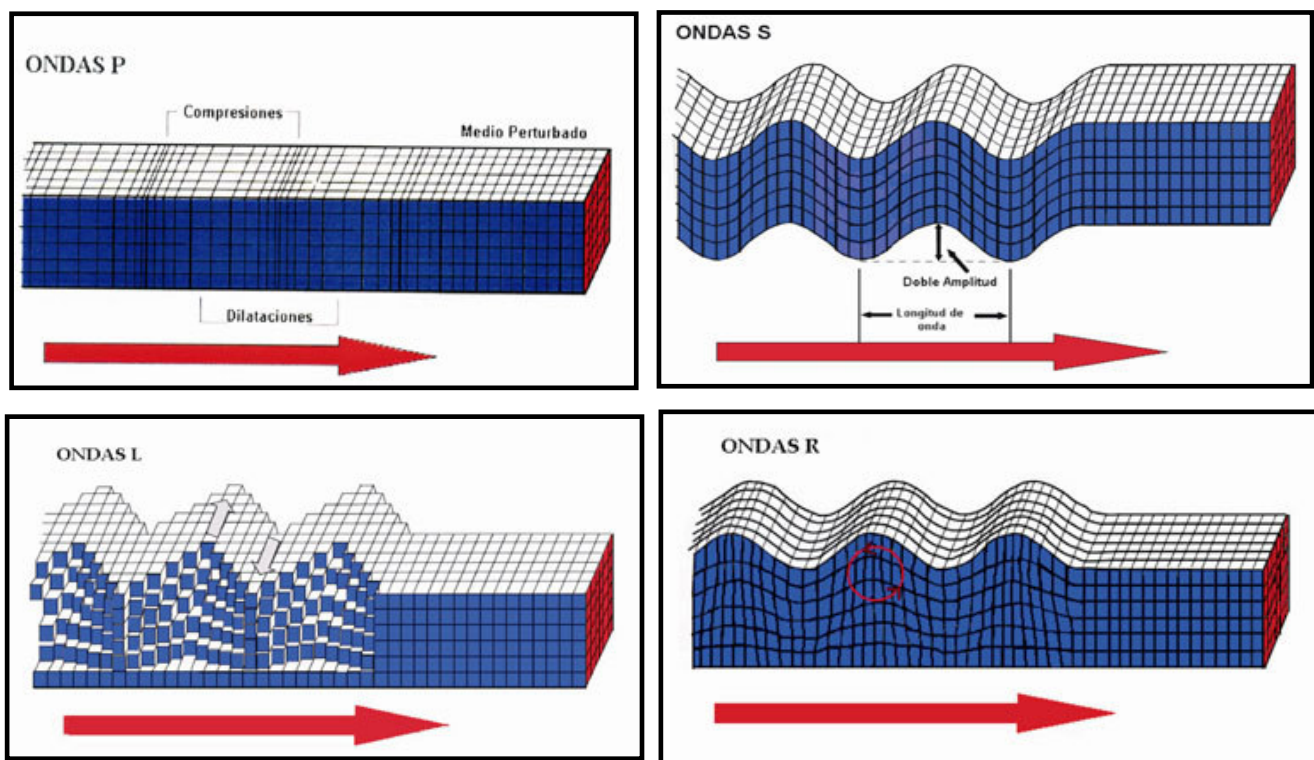 ONDAS P
Compresiones
Medio Perturbado
Dilataciones
ONDAS S
Doble Amplitud
Longitud de
onda
ONDAS L
ONDAS R